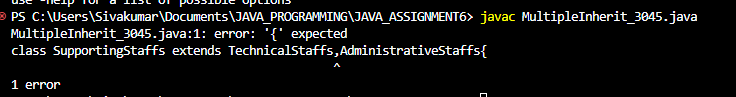 use -help for a list of possible options
PS C:\Users\Sivakumar\Documents\JAVA_PROGRAMMING\JAVA_ASSIGNMENT6> javac MultipleInherit_3045.java
MultipleInherit_3045.java:1: error: '{' expected
class SupportingStaffs extends TechnicalStaffs,AdministrativeStaffs{
^
1 error